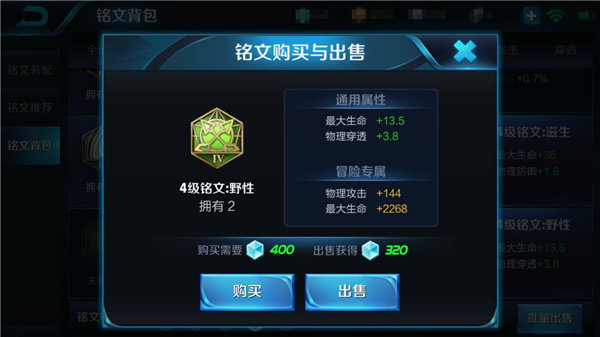 铭文背包
铭文购买与出售
攻击
穿透
铭文装配
铭文推荐
铭文背包
+0.7%
IV
4级铭文:野性
拥有 2
通用属性
最大生命 +13.5
物理穿透 +3.8
冒险专属
物理攻击 +144
最大生命 +2268
4级铭文:滋生
最大生命 +36
物理防御 +1.6
4级铭文:野性
最大生命 +13.5
物理穿透 +3.8
购买需要 400
出售获得 320
购买
出售
批量出售